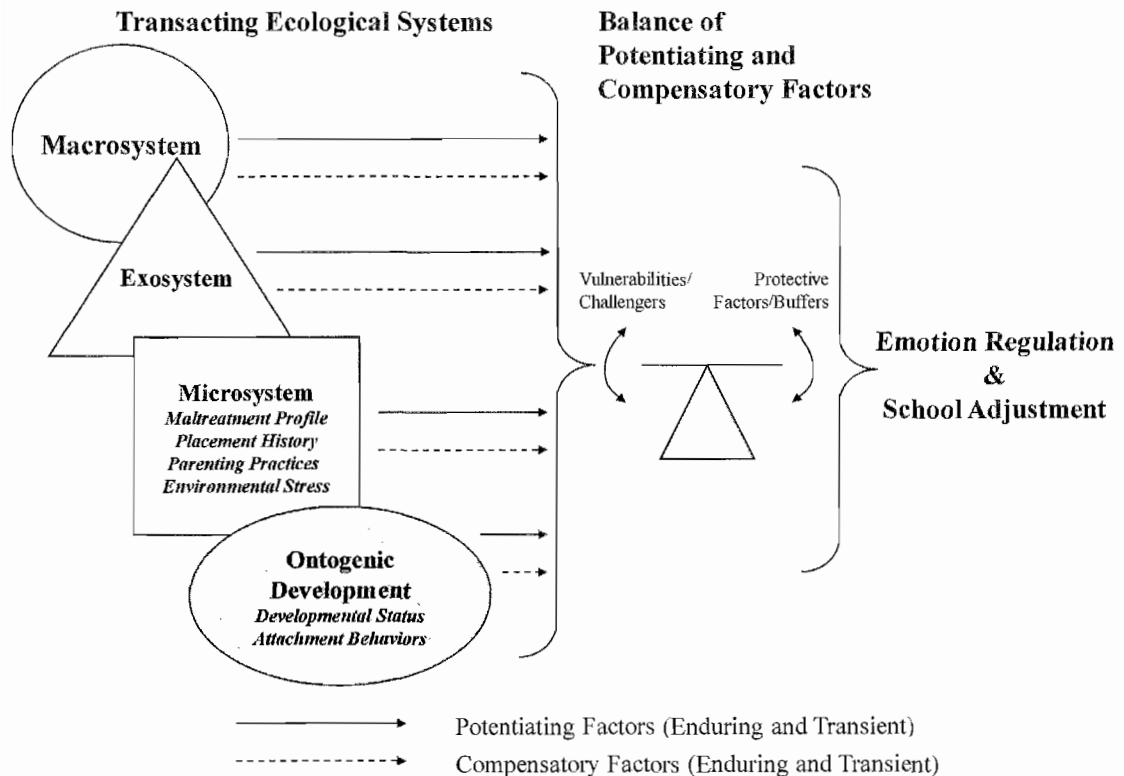 Transacting Ecological Systems
Balance of
Potentiating and
Compensatory Factors
Macrosystem
Exosystem
Microsystem
Maltreatment Profile
Placement History
Parenting Practices
Environmental Stress
Ontogenic
Development
Developmental Status
Attachment Behaviors
Vulnerabilities/
Challengers
Protective
Factors/Buffers
Emotion Regulation
&
School Adjustment
Potentiating Factors (Enduring and Transient)
Compensatory Factors (Enduring and Transient)